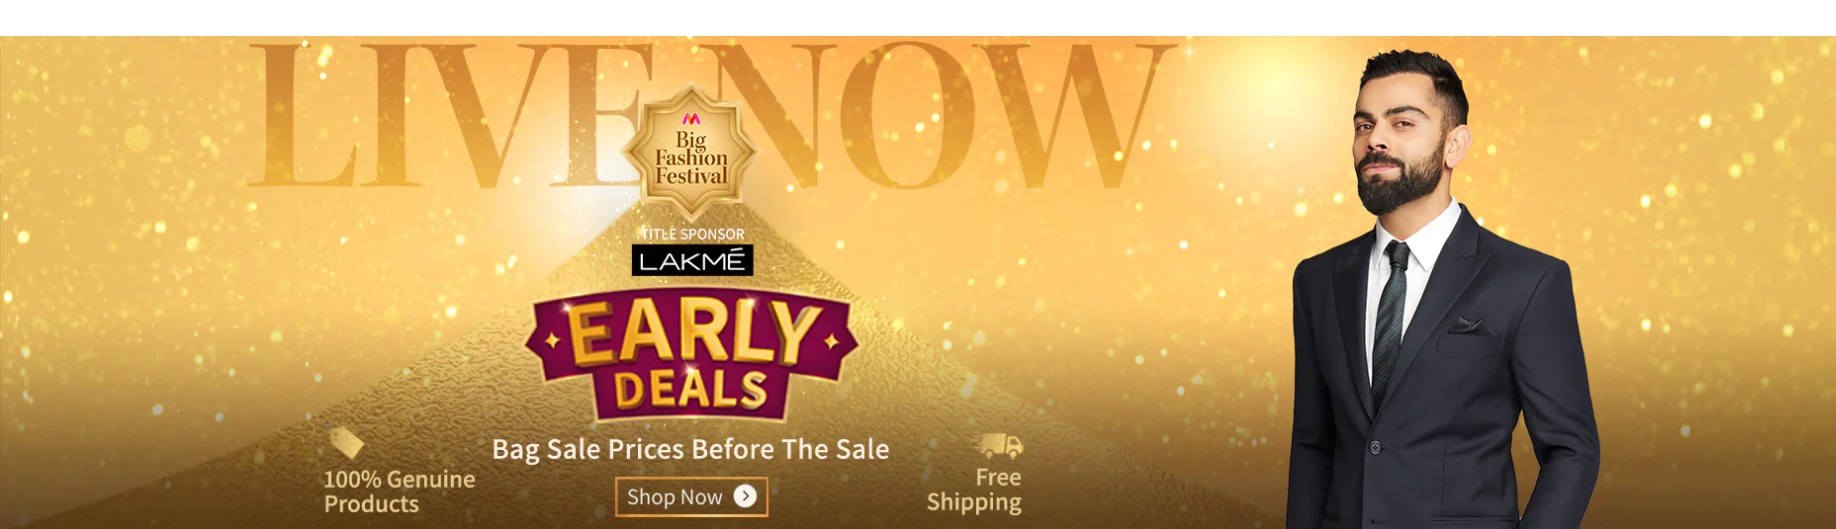 LIVE NOW
Big
Fashion
Festival
TITLE SPONSOR
LAKMÉ
EARLY
DEALS
Bag Sale Prices Before The Sale
100% Genuine
Products
Shop Now
Free
Shipping